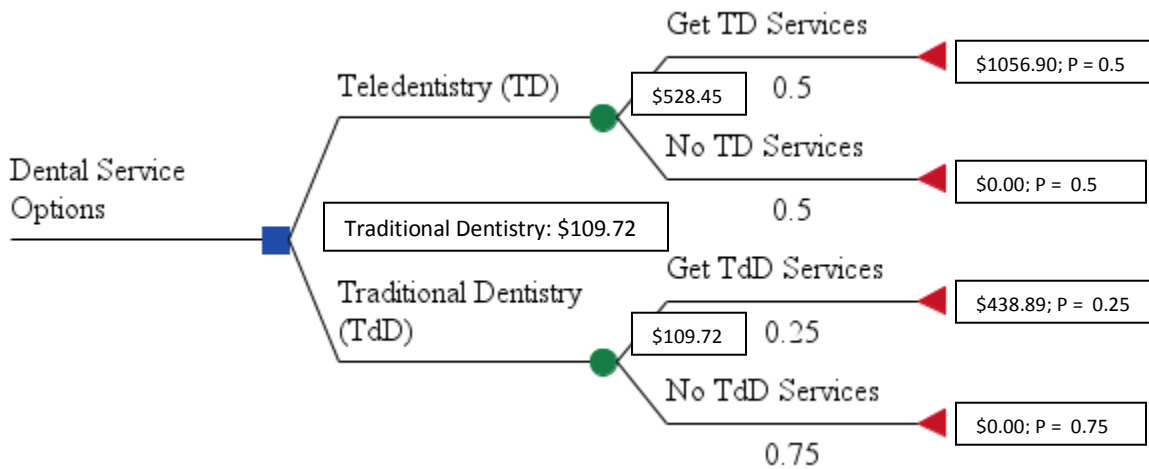 Get TD Services
$1056.90; P = 0.5
Teledentistry (TD)
$528.45
0.5
No TD Services
Dental Service
Options
$0.00; P = 0.5
0.5
Traditional Dentistry: $109.72
Get TdD Services
Traditional Dentistry
(TdD)
$438.89; P = 0.25
$109.72
0.25
No TdD Services
$0.00; P = 0.75
0.75